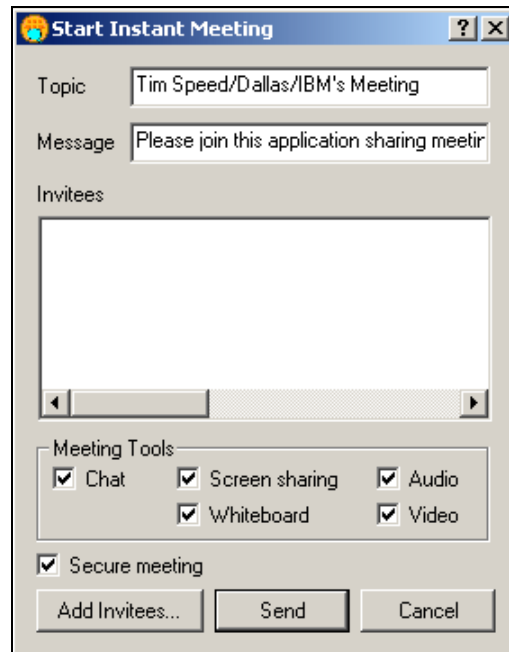 Start Instant Meeting
Topic Tim Speed/Dallas/IBM's Meeting
Message Please join this application sharing
Invitees
Meeting Tools
Chat Screen sharing Audio
Whiteboard Video
Secure meeting
Add Invitees... Send Cancel